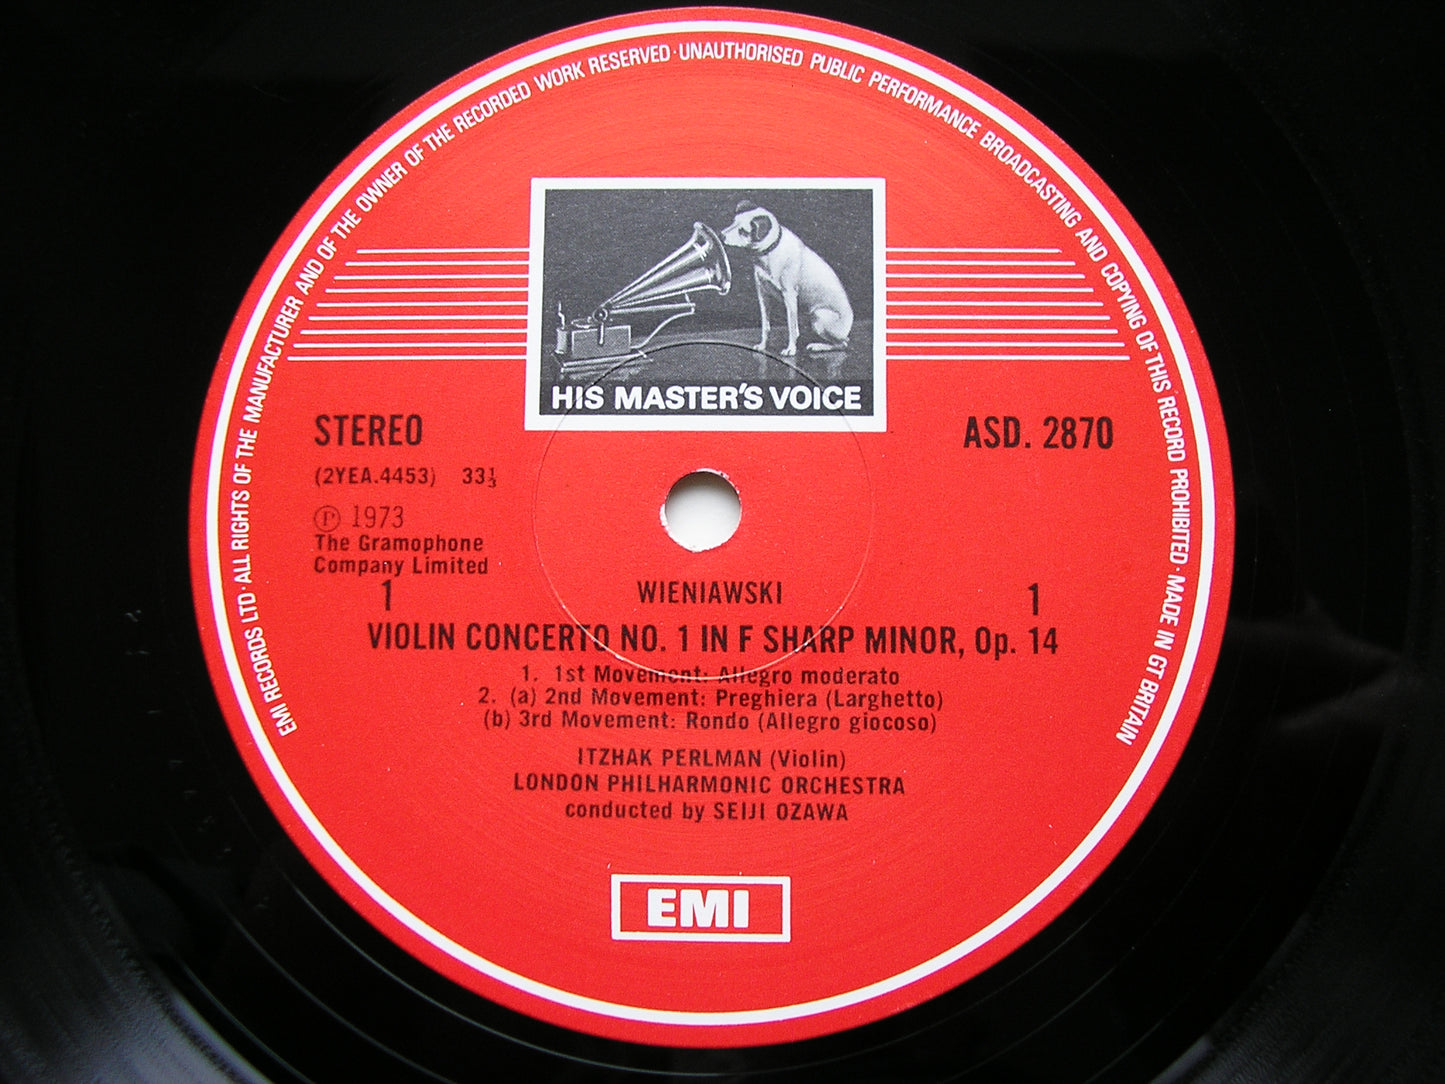 EMI RECORDS LTD · ALL RIGHTS OF THE MANUFACTURER AND OF THE OWNER OF THE RECORDED WORK RESERVED · UNAUTHORISED PUBLIC PERFORMANCE BROADCASTING AND COPYING OF THIS RECORD PROHIBITED · MADE IN GT BRITAIN
HIS MASTER'S VOICE
STEREO
ASD. 2870
(2YEA.4453) 33⅓
℗ 1973
The Gramophone
Company Limited
1 WIENIAWSKI 1
VIOLIN CONCERTO NO. 1 IN F SHARP MINOR, Op. 14
1. 1st Movement: Allegro moderato
2. (a) 2nd Movement: Preghiera (Larghetto)
(b) 3rd Movement: Rondo (Allegro giocoso)
ITZHAK PERLMAN (Violin)
LONDON PHILHARMONIC ORCHESTRA
conducted by SEIJI OZAWA
EMI